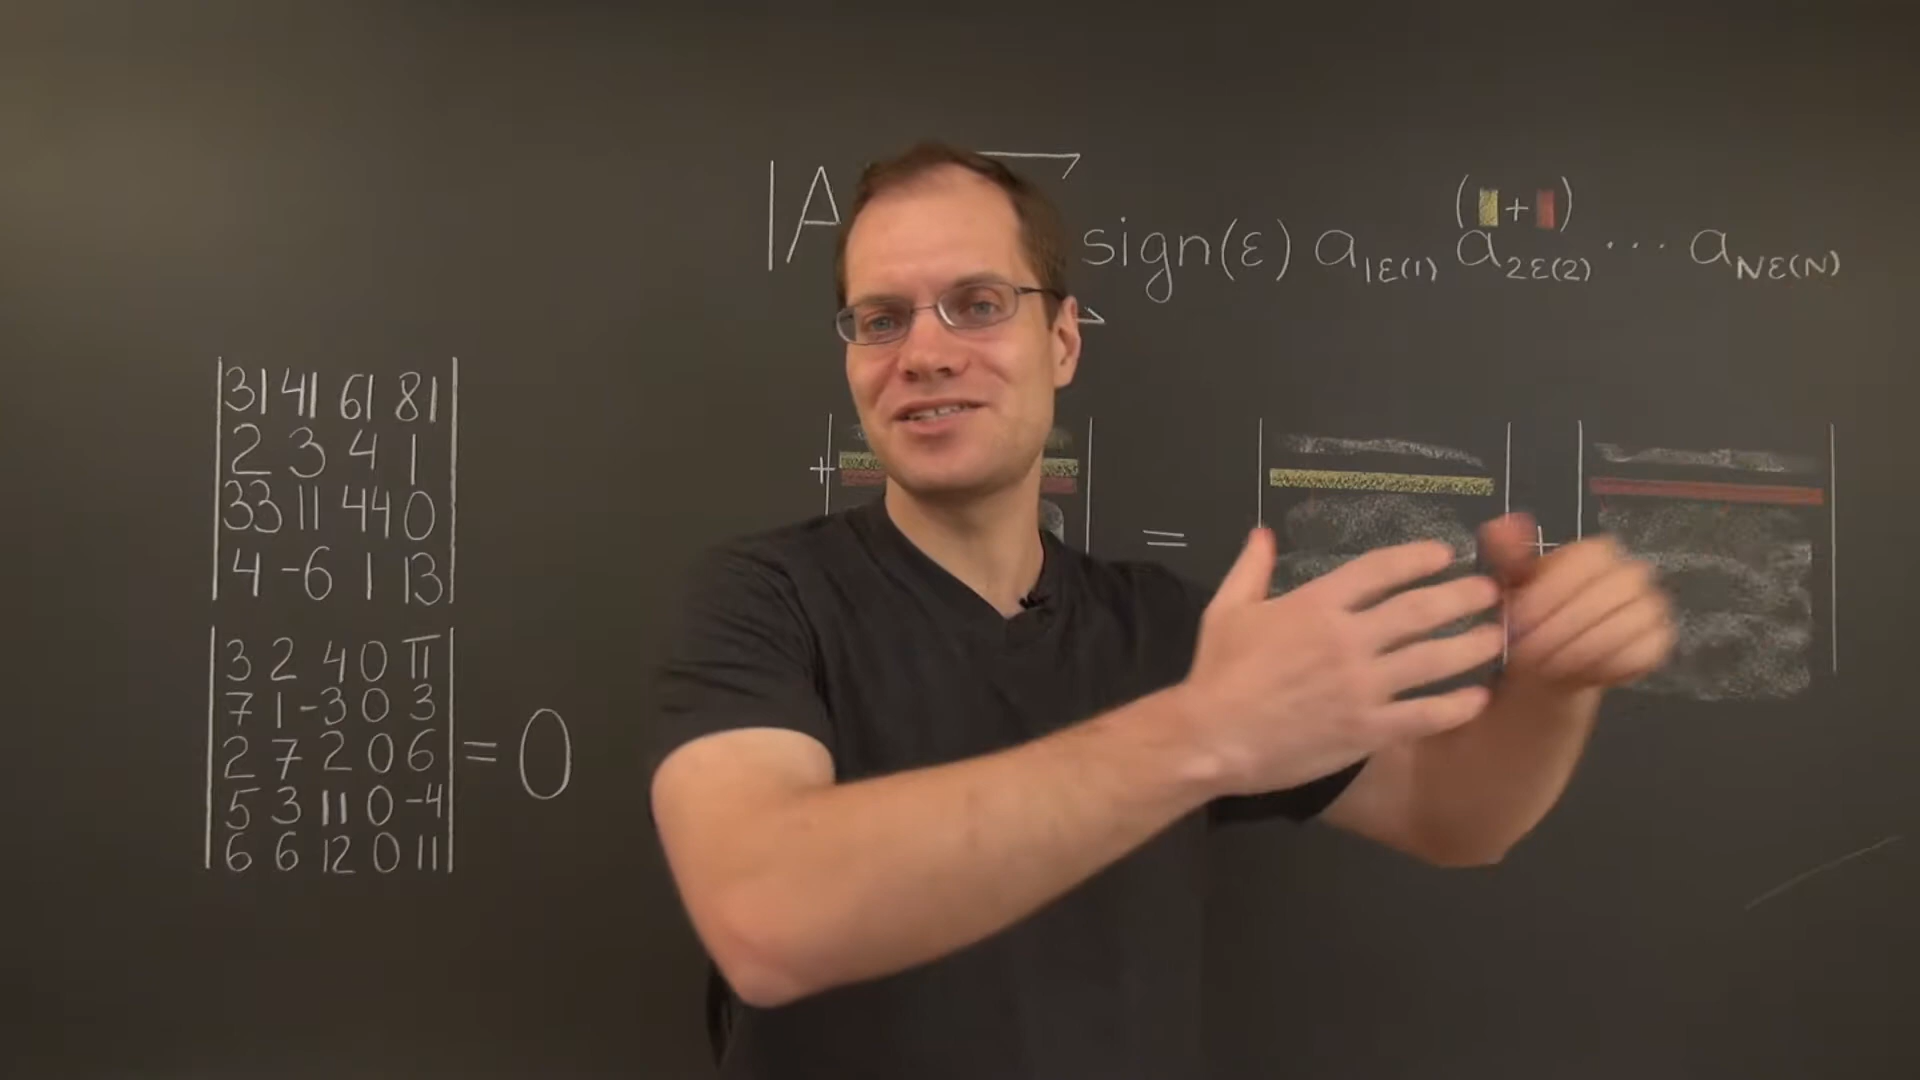 |A sign(ε) a₁ε(1) a₂ε(2) ... aNε(N)
( + )
|31 41 61 81|
|2 3 4 1|
|33 11 44 0|
|4 -6 1 13|
+ | | = | | + | |
|3 2 4 0 π|
|7 1 -3 0 3|
|2 7 2 0 6| = 0
|5 3 11 0 -4|
|6 6 12 0 11|